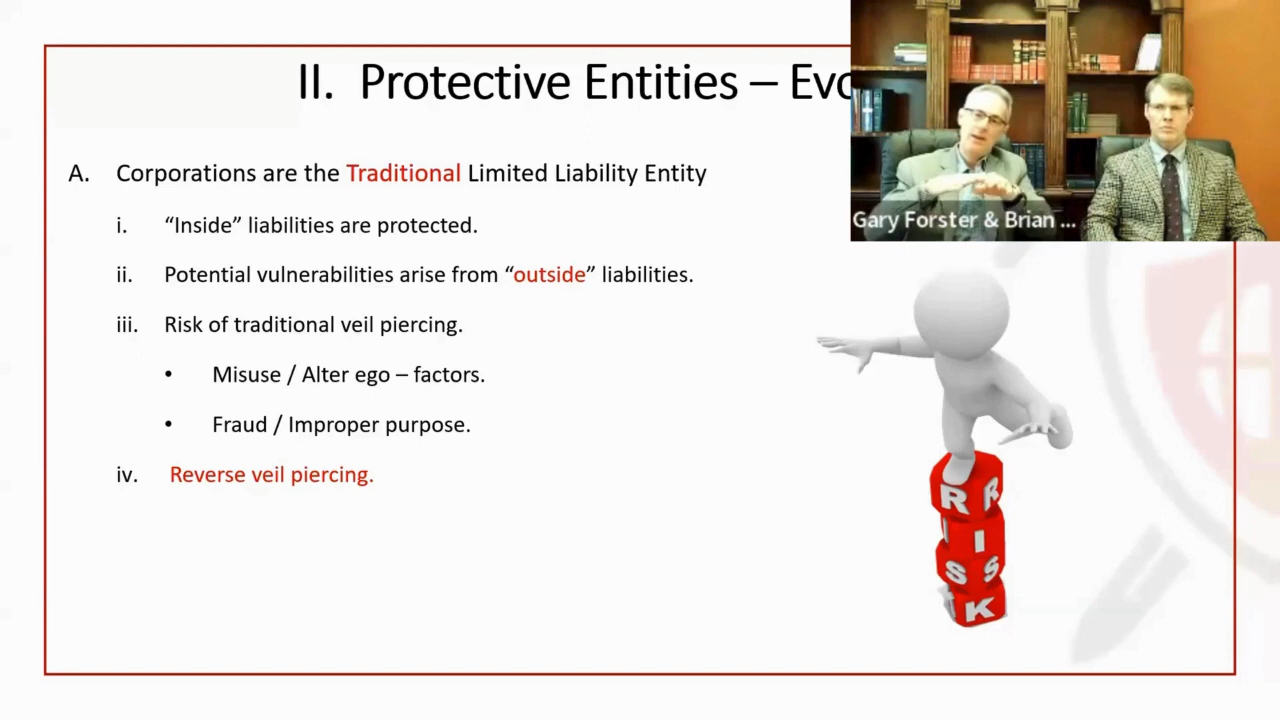 II. Protective Entities – Evo
A. Corporations are the Traditional Limited Liability Entity
i. “Inside” liabilities are protected.
ii. Potential vulnerabilities arise from “outside” liabilities.
iii. Risk of traditional veil piercing.
• Misuse / Alter ego – factors.
• Fraud / Improper purpose.
iv. Reverse veil piercing.
Gary Forster & Brian ...
R R
I I
S S
K